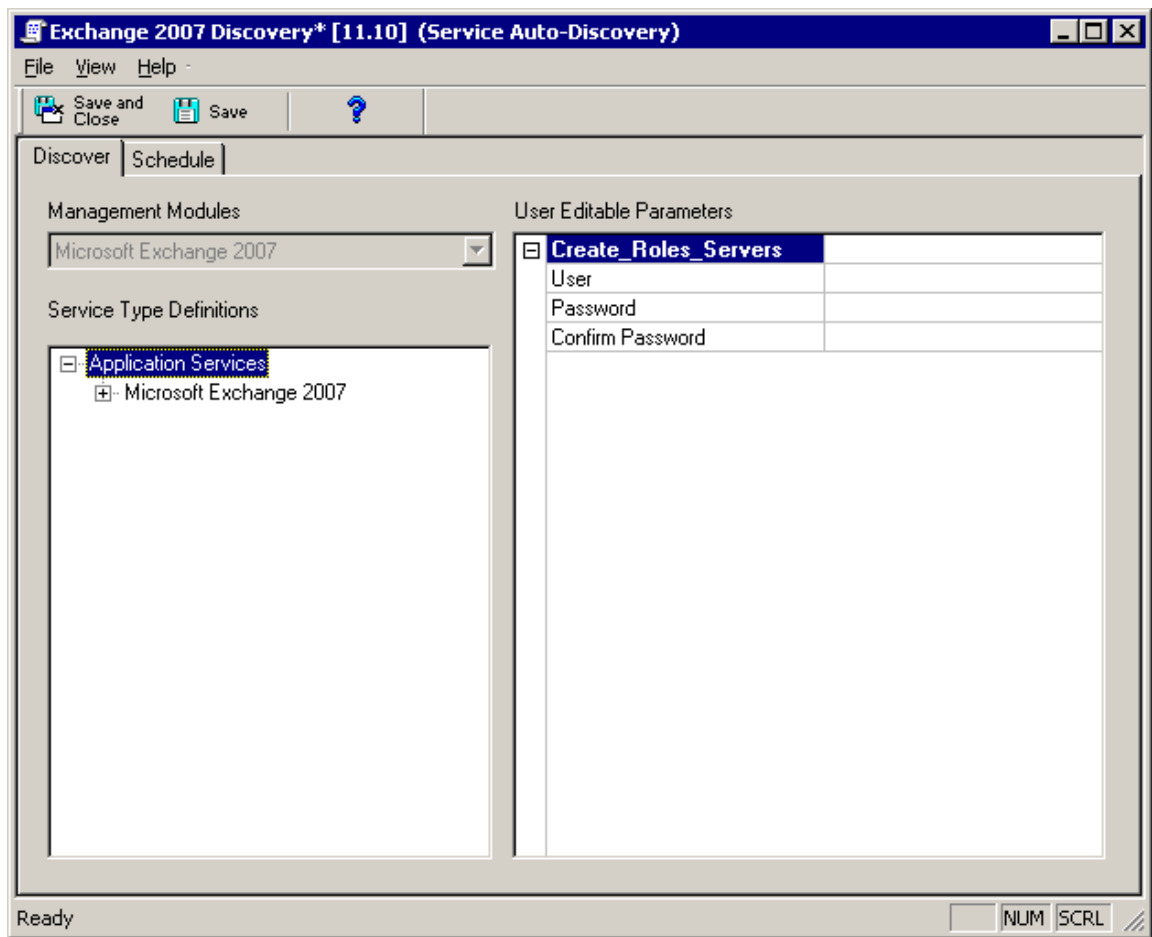 Exchange 2007 Discovery* [11.10] (Service Auto-Discovery)
File View Help
Save and Close Save ?
Discover Schedule
Management Modules
Microsoft Exchange 2007
Service Type Definitions
Application Services
Microsoft Exchange 2007
User Editable Parameters
Create_Roles_Servers
User
Password
Confirm Password
Ready NUM SCRL